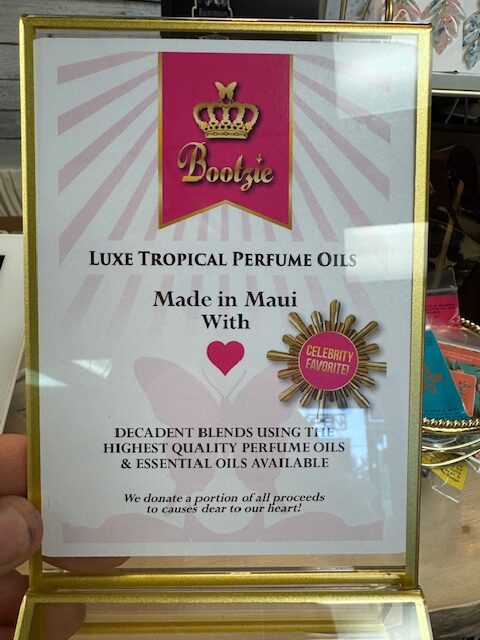 Bootzie
LUXE TROPICAL PERFUME OILS
Made in Maui
With
CELEBRITY
FAVORITE!
DECADENT BLENDS USING THE
HIGHEST QUALITY PERFUME OILS
& ESSENTIAL OILS AVAILABLE
We donate a portion of all proceeds
to causes dear to our heart!